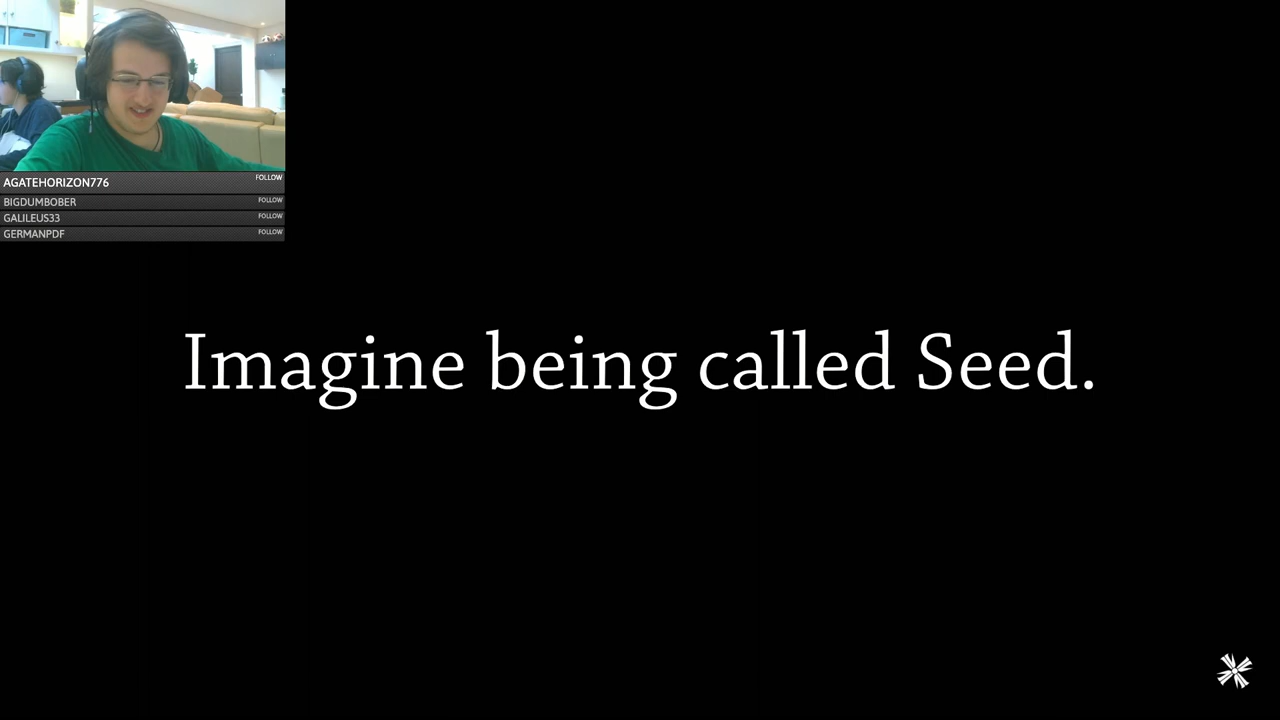 AGATEHORIZON776 FOLLOW
BIGDUMBOBER FOLLOW
GALILEUS33 FOLLOW
GERMANPDF FOLLOW
Imagine being called Seed.